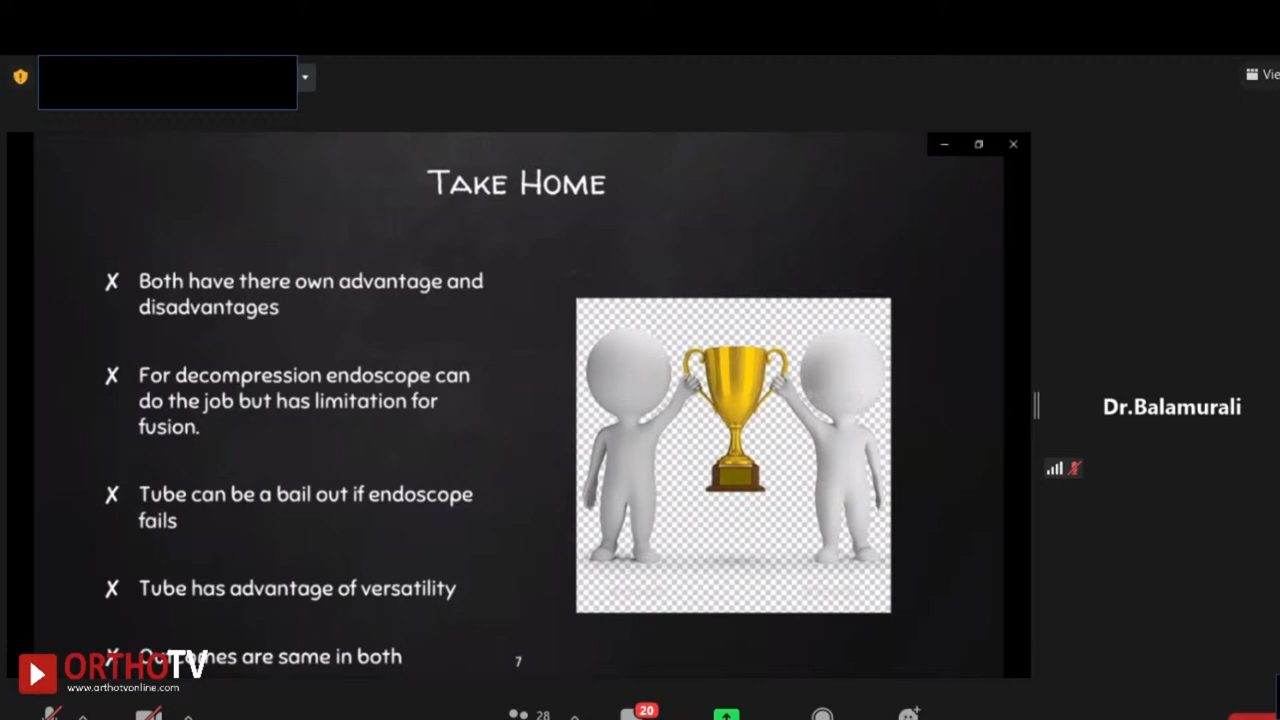 Vie
TAKE HOME
X Both have there own advantage and
disadvantages
X For decompression endoscope can
do the job but has limitation for
fusion.
X Tube can be a bail out if endoscope
fails
X Tube has advantage of versatility
X Outcomes are same in both
7
Dr.Balamurali
ORTHOTV
www.orthotvonline.com
28
20